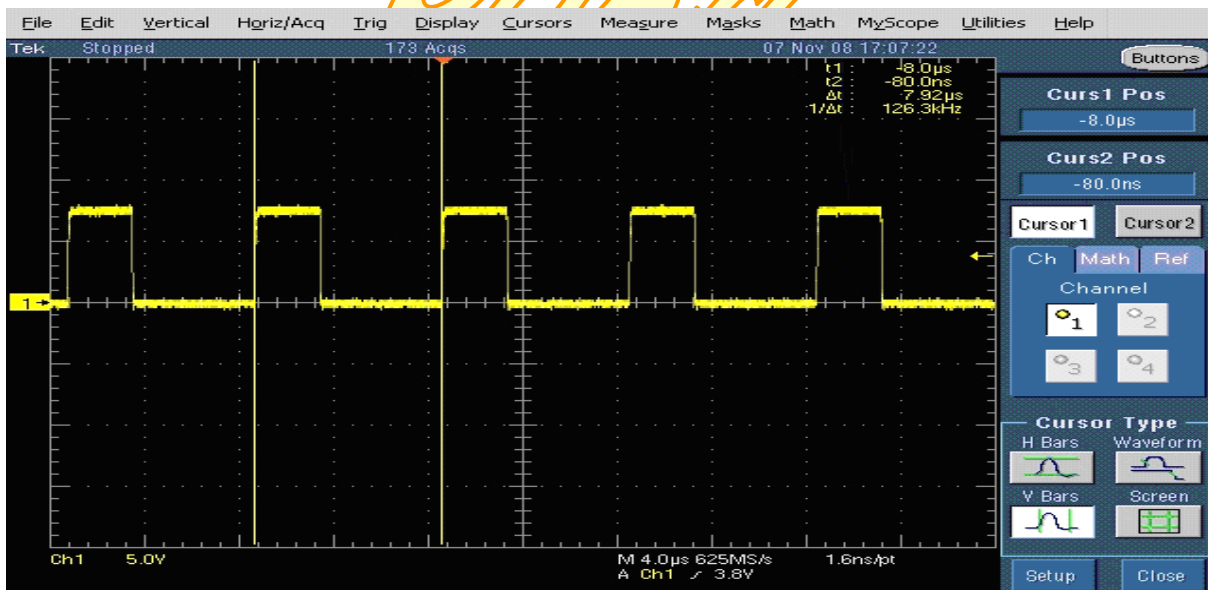 File Edit Vertical Horiz/Acq Trig Display Cursors Measure Masks Math MyScope Utilities Help
Tek Stopped 173 Acqs 07 Nov 08 17:07:22
Buttons
t1 : -8.0µs
t2 : -80.0ns
Δt : 7.92µs
1/Δt : 126.3kHz
Curs1 Pos
-8.0µs
Curs2 Pos
-80.0ns
Cursor1 Cursor2
Ch Math Ref
Channel
1 2
3 4
1
Cursor Type
H Bars Waveform
V Bars Screen
Ch1 5.0V M 4.0µs 625MS/s 1.6ns/pt
A Ch1 3.8V
Setup Close